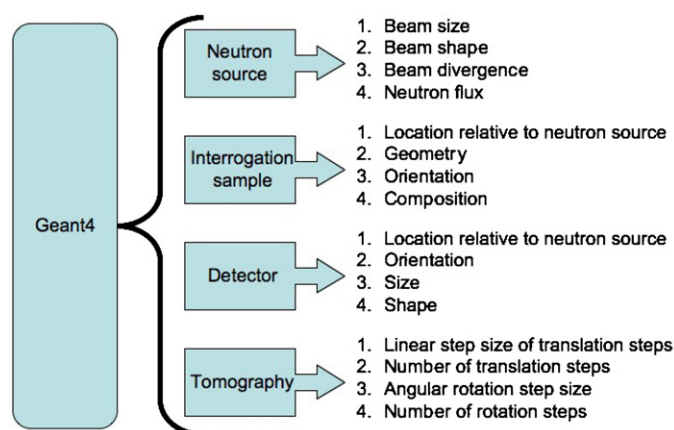 Geant4
Neutron
source
1. Beam size
2. Beam shape
3. Beam divergence
4. Neutron flux
Interrogation
sample
1. Location relative to neutron source
2. Geometry
3. Orientation
4. Composition
Detector
1. Location relative to neutron source
2. Orientation
3. Size
4. Shape
Tomography
1. Linear step size of translation steps
2. Number of translation steps
3. Angular rotation step size
4. Number of rotation steps